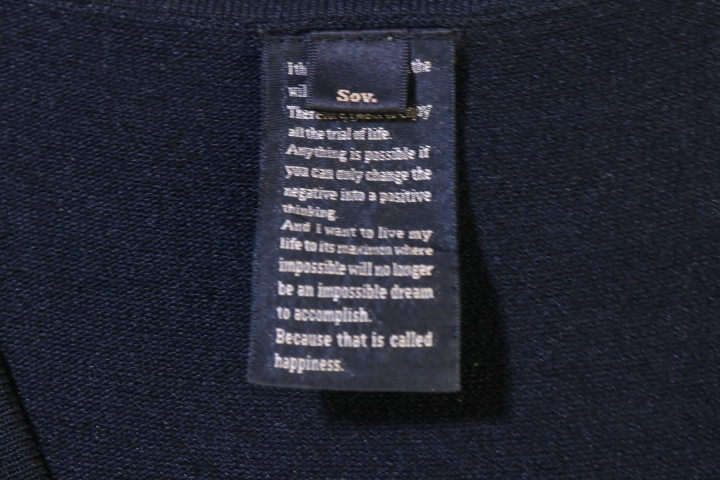 the
Sov.
all the trial of life.
Anything is possible if
you can only change the
negative into a positive
thinking.
And i want to live my
life to its maximum where
impossible will no longer
be an impossible dream
to accomplish.
Because that is called
happiness.